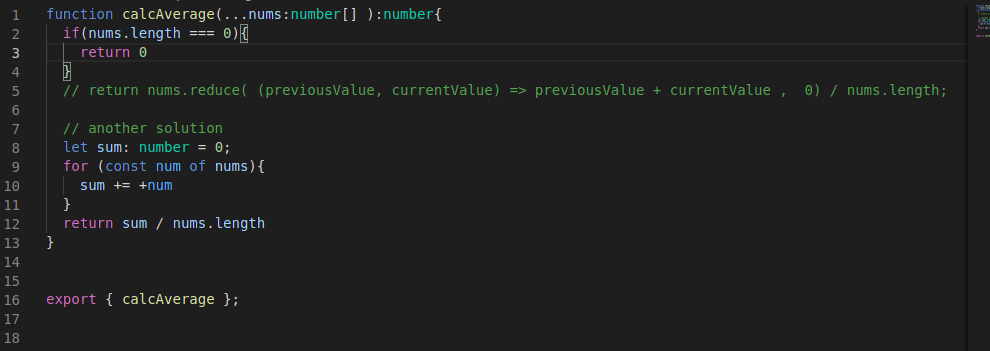 1 function calcAverage(...nums:number[] ):number{
2 if(nums.length === 0){
3 return 0
4 }
5 // return nums.reduce( (previousValue, currentValue) => previousValue + currentValue ,  0) / nums.length;
6
7 // another solution
8 let sum: number = 0;
9 for (const num of nums){
10 sum += +num
11 }
12 return sum / nums.length
13 }
14
15
16 export { calcAverage };
17
18